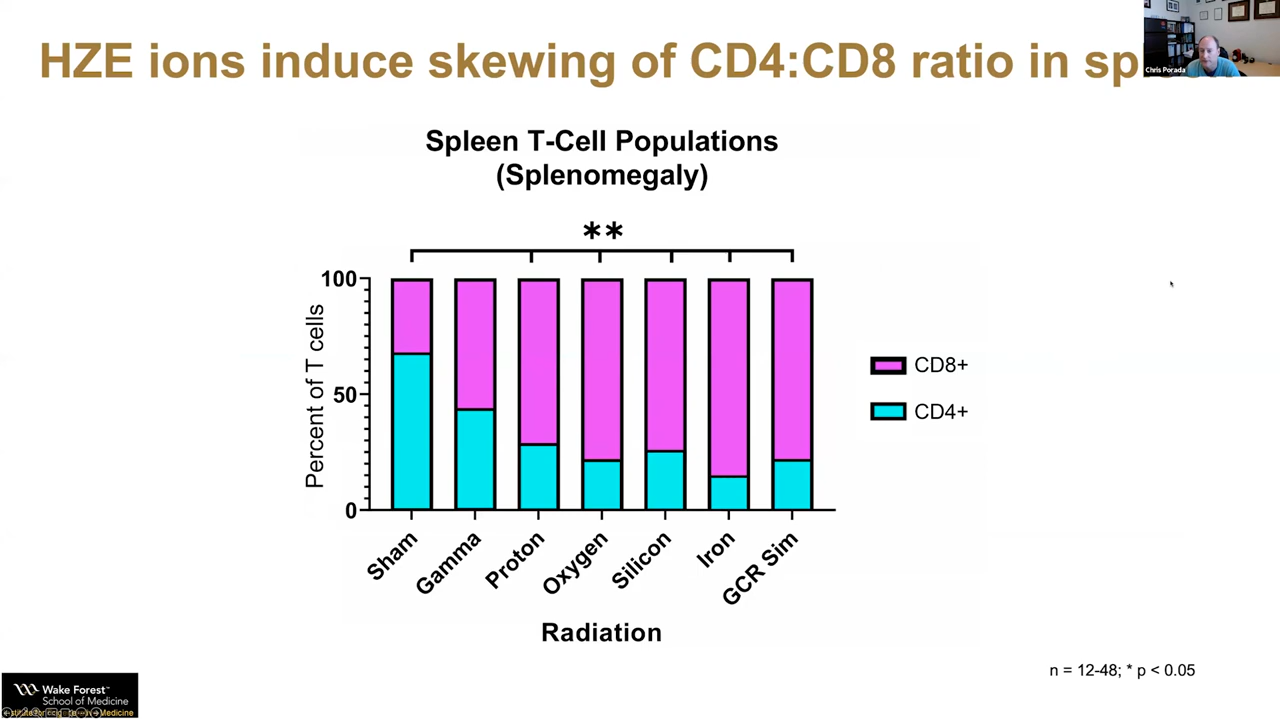 HZE ions induce skewing of CD4:CD8 ratio in sp
Chris Porada
Spleen T-Cell Populations
(Splenomegaly)
**
Percent of T cells
100
50
0
CD8+
CD4+
Sham
Gamma
Proton
Oxygen
Silicon
Iron
GCR Sim
Radiation
n = 12-48; * p < 0.05
Wake Forest™
School of Medicine
Medicine